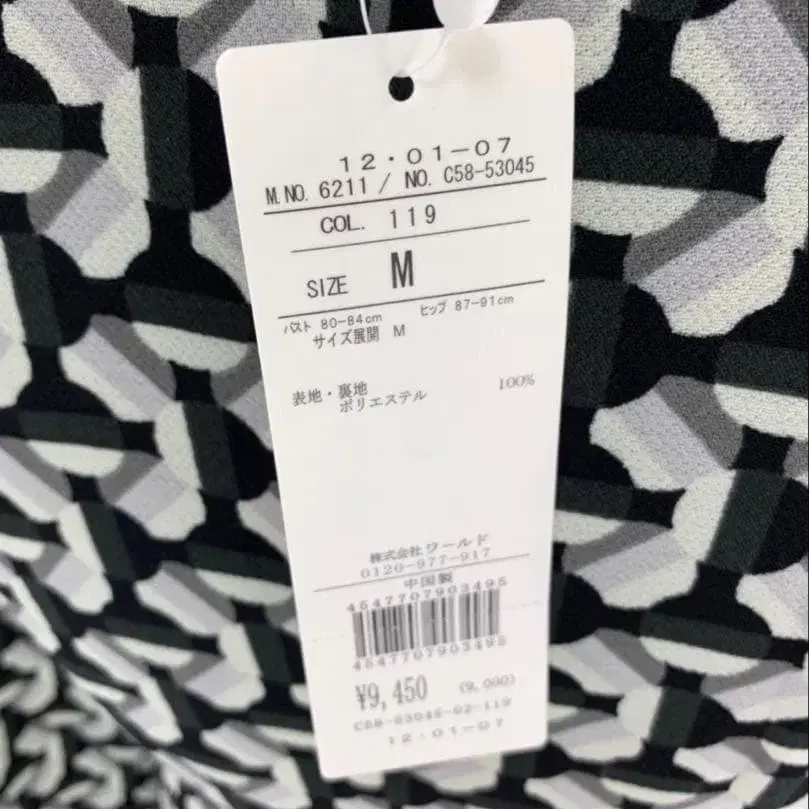 12・01-07
M.NO. 6211 / NO. C58-53045
COL. 119
SIZE M
バスト 80-84cm ヒップ 87-91cm
サイズ展開 M
表地・裏地
ポリエステル 100%
株式会社ワールド
0120-977-917
中国製
4547707903495
4547707903495
¥9,450 (9,000)
C58-53045-02-119
12・01-07